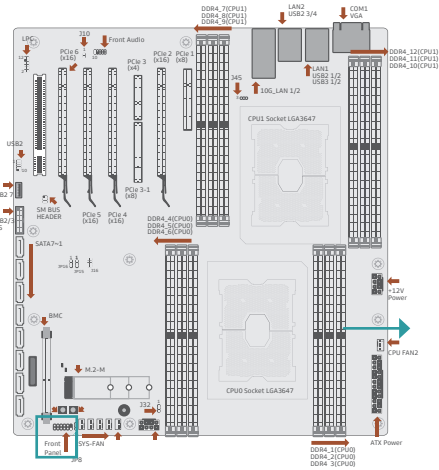 DDR4_7(CPU1)
DDR4_8(CPU1)
DDR4_9(CPU1)
LAN2
USB2 3/4
COM1
VGA
LPC
J10
Front Audio
PCIe 6
(x16)
PCIe 3
(x4)
PCIe 2
(x16)
PCIe 1
(x8)
J45
10G_LAN 1/2
LAN1
USB2 1/2
USB3 1/2
DDR4_12(CPU1)
DDR4_11(CPU1)
DDR4_10(CPU1)
CPU1 Socket LGA3647
USB2
SM BUS
HEADER
PCIe 5
(x16)
PCIe 4
(x16)
PCIe 3-1
(x8)
DDR4_4(CPU0)
DDR4_5(CPU0)
DDR4_6(CPU0)
SATA7~1
BMC
+12V
Power
CPU FAN2
M.2-M
J32
CPU0 Socket LGA3647
Front
Panel
SYS-FAN
JPB
ATX Power
DDR4_1(CPU0)
DDR4_2(CPU0)
DDR4_3(CPU0)